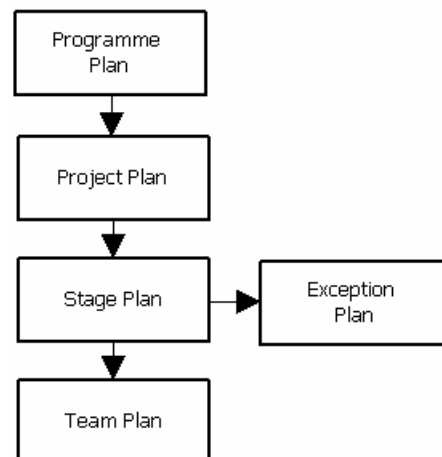 Programme
Plan
Project Plan
Stage Plan
Exception
Plan
Team Plan